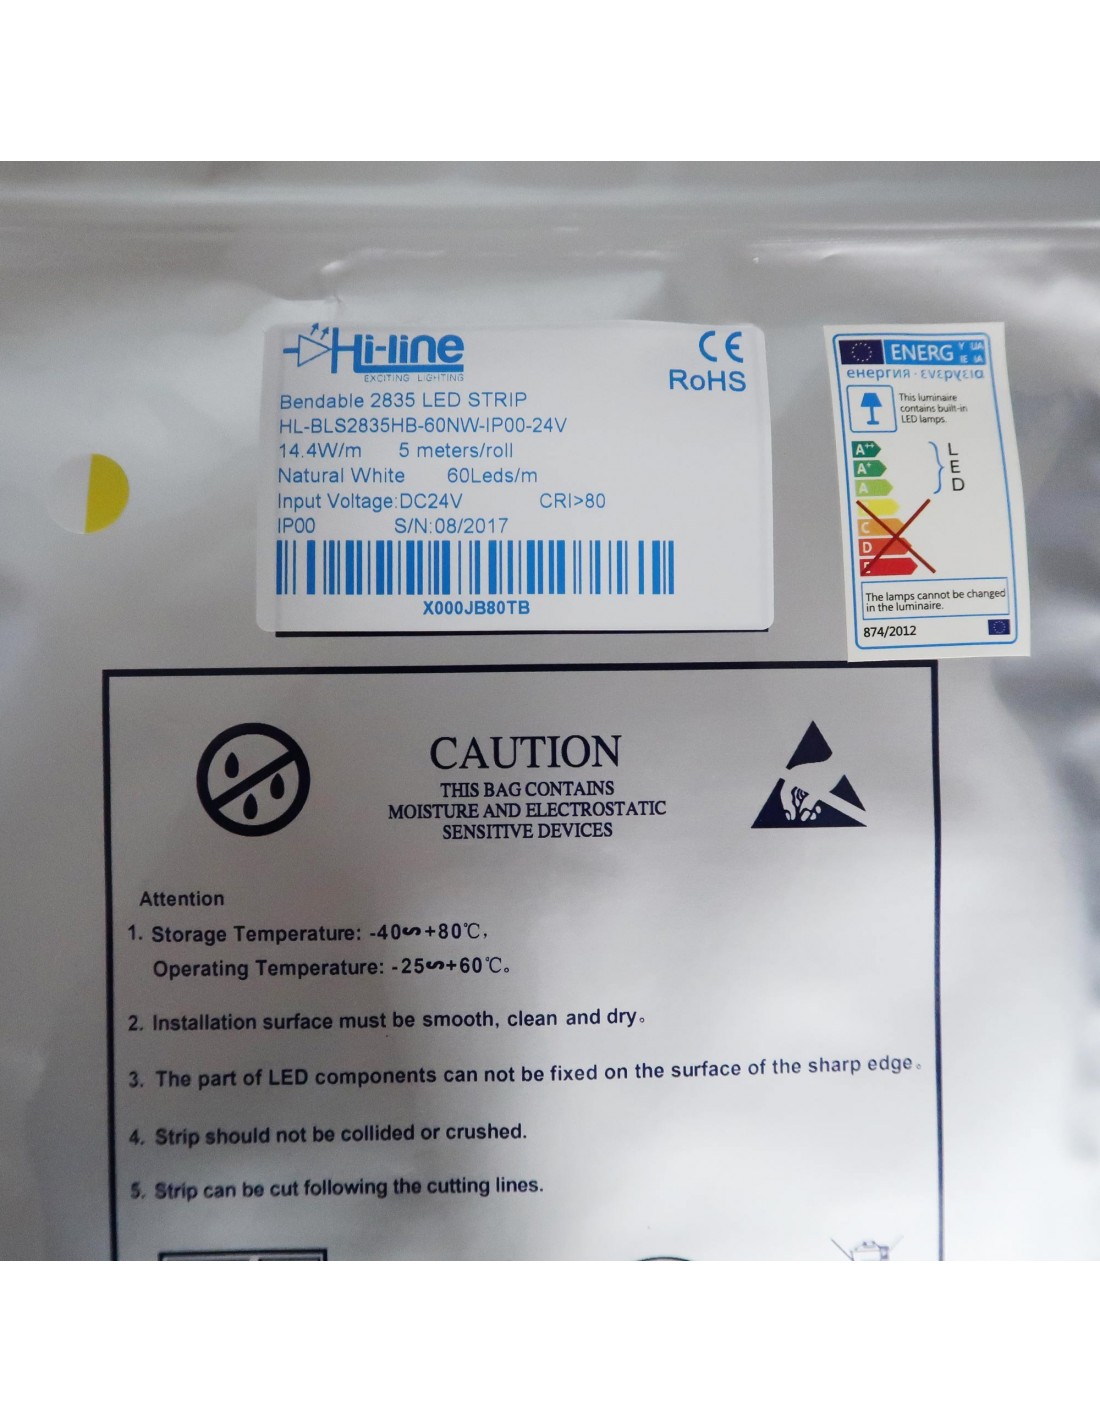 Hi-line
EXCITING LIGHTING
CE
RoHS
Bendable 2835 LED STRIP
HL-BLS2835HB-60NW-IP00-24V
14.4W/m 5 meters/roll
Natural White 60Leds/m
Input Voltage:DC24V CRI>80
IP00 S/N:08/2017
X000JB80TB
ENERG Y UA
IE IA
енергия · ενεργεια
This luminaire
contains built-in
LED lamps.
A++
A+
A
C
D
L
E
D
The lamps cannot be changed
in the luminaire.
874/2012
CAUTION
THIS BAG CONTAINS
MOISTURE AND ELECTROSTATIC
SENSITIVE DEVICES
Attention
1. Storage Temperature: -40∽+80℃,
Operating Temperature: -25∽+60℃。
2. Installation surface must be smooth, clean and dry。
3. The part of LED components can not be fixed on the surface of the sharp edge。
4. Strip should not be collided or crushed.
5. Strip can be cut following the cutting lines.